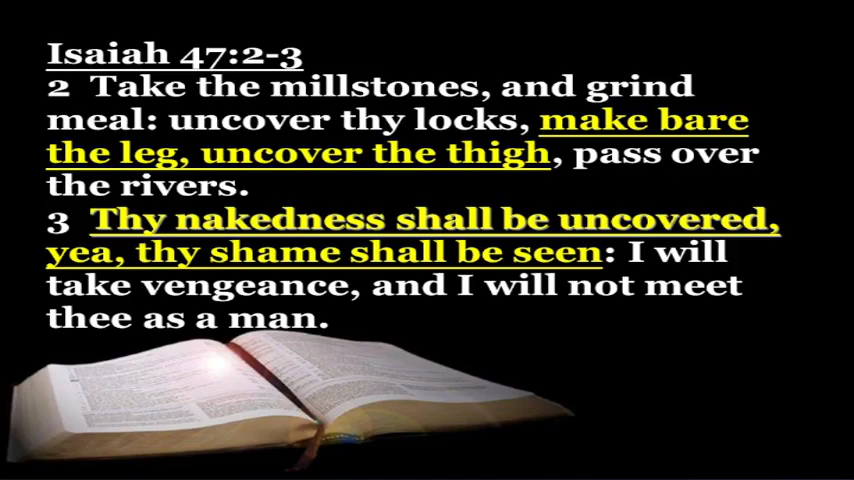 Isaiah 47:2-3
2 Take the millstones, and grind
meal: uncover thy locks, make bare
the leg, uncover the thigh, pass over
the rivers.
3 Thy nakedness shall be uncovered,
yea, thy shame shall be seen: I will
take vengeance, and I will not meet
thee as a man.